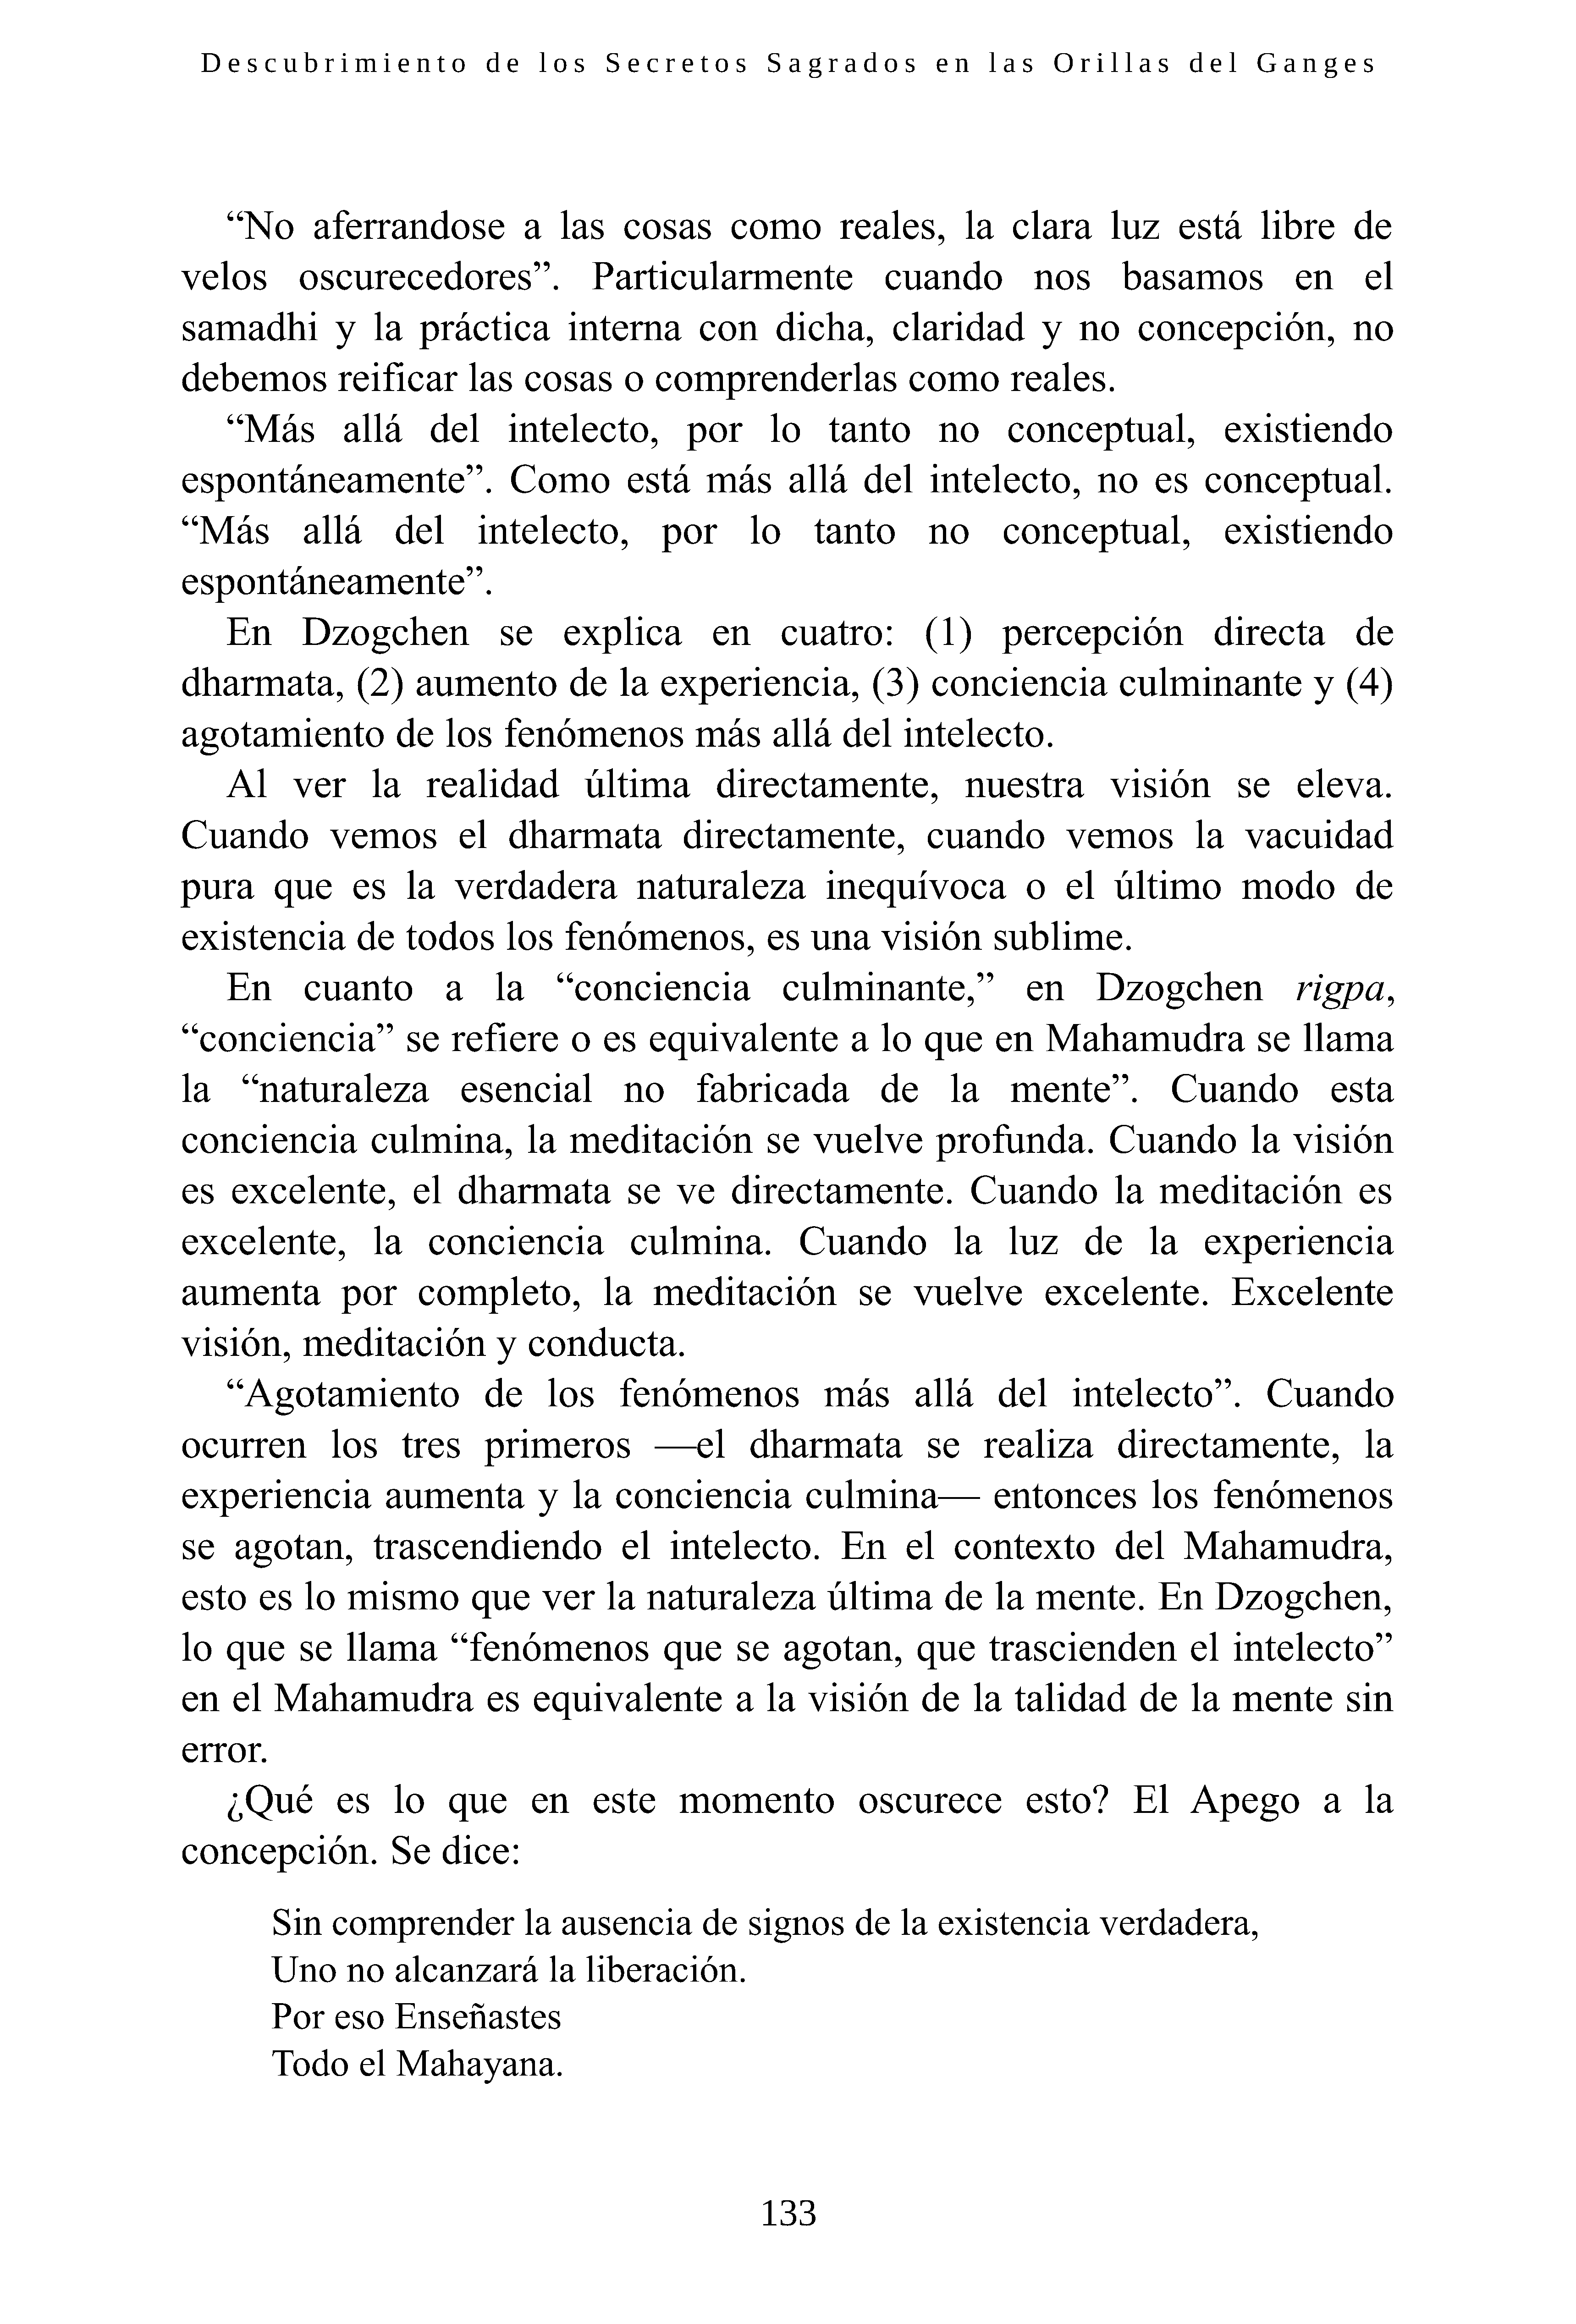 Descubrimiento de los Secretos Sagrados en las Orillas del Ganges
“No aferrandose a las cosas como reales, la clara luz está libre de
velos oscurecedores”. Particularmente cuando nos basamos en el
samadhi y la práctica interna con dicha, claridad y no concepción, no
debemos reificar las cosas o comprenderlas como reales.
“Más allá del intelecto, por lo tanto no conceptual, existiendo
espontáneamente”. Como está más allá del intelecto, no es conceptual.
“Más allá del intelecto, por lo tanto no conceptual, existiendo
espontáneamente”.
En Dzogchen se explica en cuatro: (1) percepción directa de
dharmata, (2) aumento de la experiencia, (3) conciencia culminante y (4)
agotamiento de los fenómenos más allá del intelecto.
Al ver la realidad última directamente, nuestra visión se eleva.
Cuando vemos el dharmata directamente, cuando vemos la vacuidad
pura que es la verdadera naturaleza inequívoca o el último modo de
existencia de todos los fenómenos, es una visión sublime.
En cuanto a la “conciencia culminante,” en Dzogchen rigpa,
“conciencia” se refiere o es equivalente a lo que en Mahamudra se llama
la “naturaleza esencial no fabricada de la mente”. Cuando esta
conciencia culmina, la meditación se vuelve profunda. Cuando la visión
es excelente, el dharmata se ve directamente. Cuando la meditación es
excelente, la conciencia culmina. Cuando la luz de la experiencia
aumenta por completo, la meditación se vuelve excelente. Excelente
visión, meditación y conducta.
“Agotamiento de los fenómenos más allá del intelecto”. Cuando
ocurren los tres primeros —el dharmata se realiza directamente, la
experiencia aumenta y la conciencia culmina— entonces los fenómenos
se agotan, trascendiendo el intelecto. En el contexto del Mahamudra,
esto es lo mismo que ver la naturaleza última de la mente. En Dzogchen,
lo que se llama “fenómenos que se agotan, que trascienden el intelecto”
en el Mahamudra es equivalente a la visión de la talidad de la mente sin
error.
¿Qué es lo que en este momento oscurece esto? El Apego a la
concepción. Se dice:
Sin comprender la ausencia de signos de la existencia verdadera,
Uno no alcanzará la liberación.
Por eso Enseñastes
Todo el Mahayana.
133